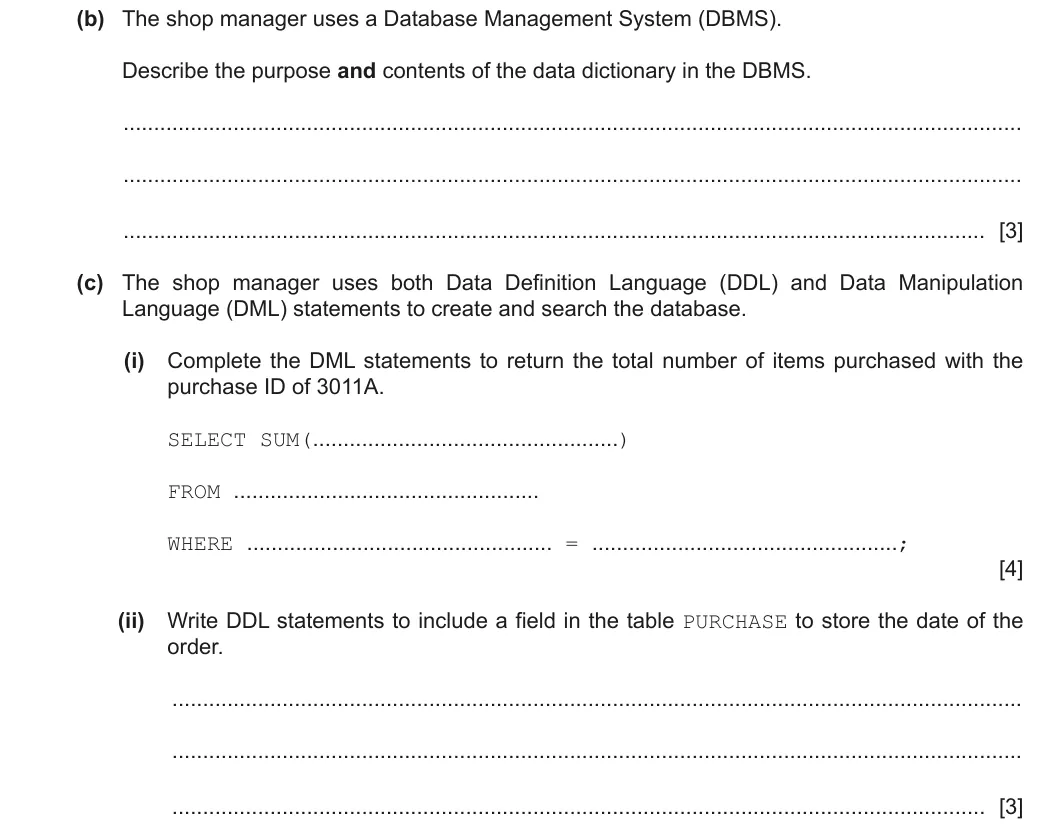 (b) The shop manager uses a Database Management System (DBMS).
Describe the purpose and contents of the data dictionary in the DBMS.
...................................................................................................................................................
...................................................................................................................................................
............................................................................................................................................. [3]
(c) The shop manager uses both Data Definition Language (DDL) and Data Manipulation
Language (DML) statements to create and search the database.
(i) Complete the DML statements to return the total number of items purchased with the
purchase ID of 3011A.
SELECT SUM(..................................................)
FROM ..................................................
WHERE .................................................. = ..................................................;
[4]
(ii) Write DDL statements to include a field in the table PURCHASE to store the date of the
order.
...........................................................................................................................................
...........................................................................................................................................
..................................................................................................................................... [3]